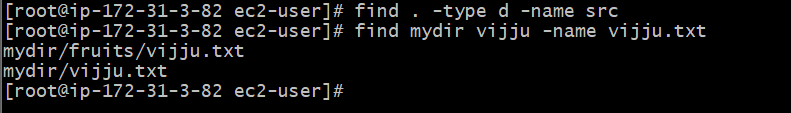 [root@ip-172-31-3-82 ec2-user]# find . -type d -name src
[root@ip-172-31-3-82 ec2-user]# find mydir vijju -name vijju.txt
mydir/fruits/vijju.txt
mydir/vijju.txt
[root@ip-172-31-3-82 ec2-user]#